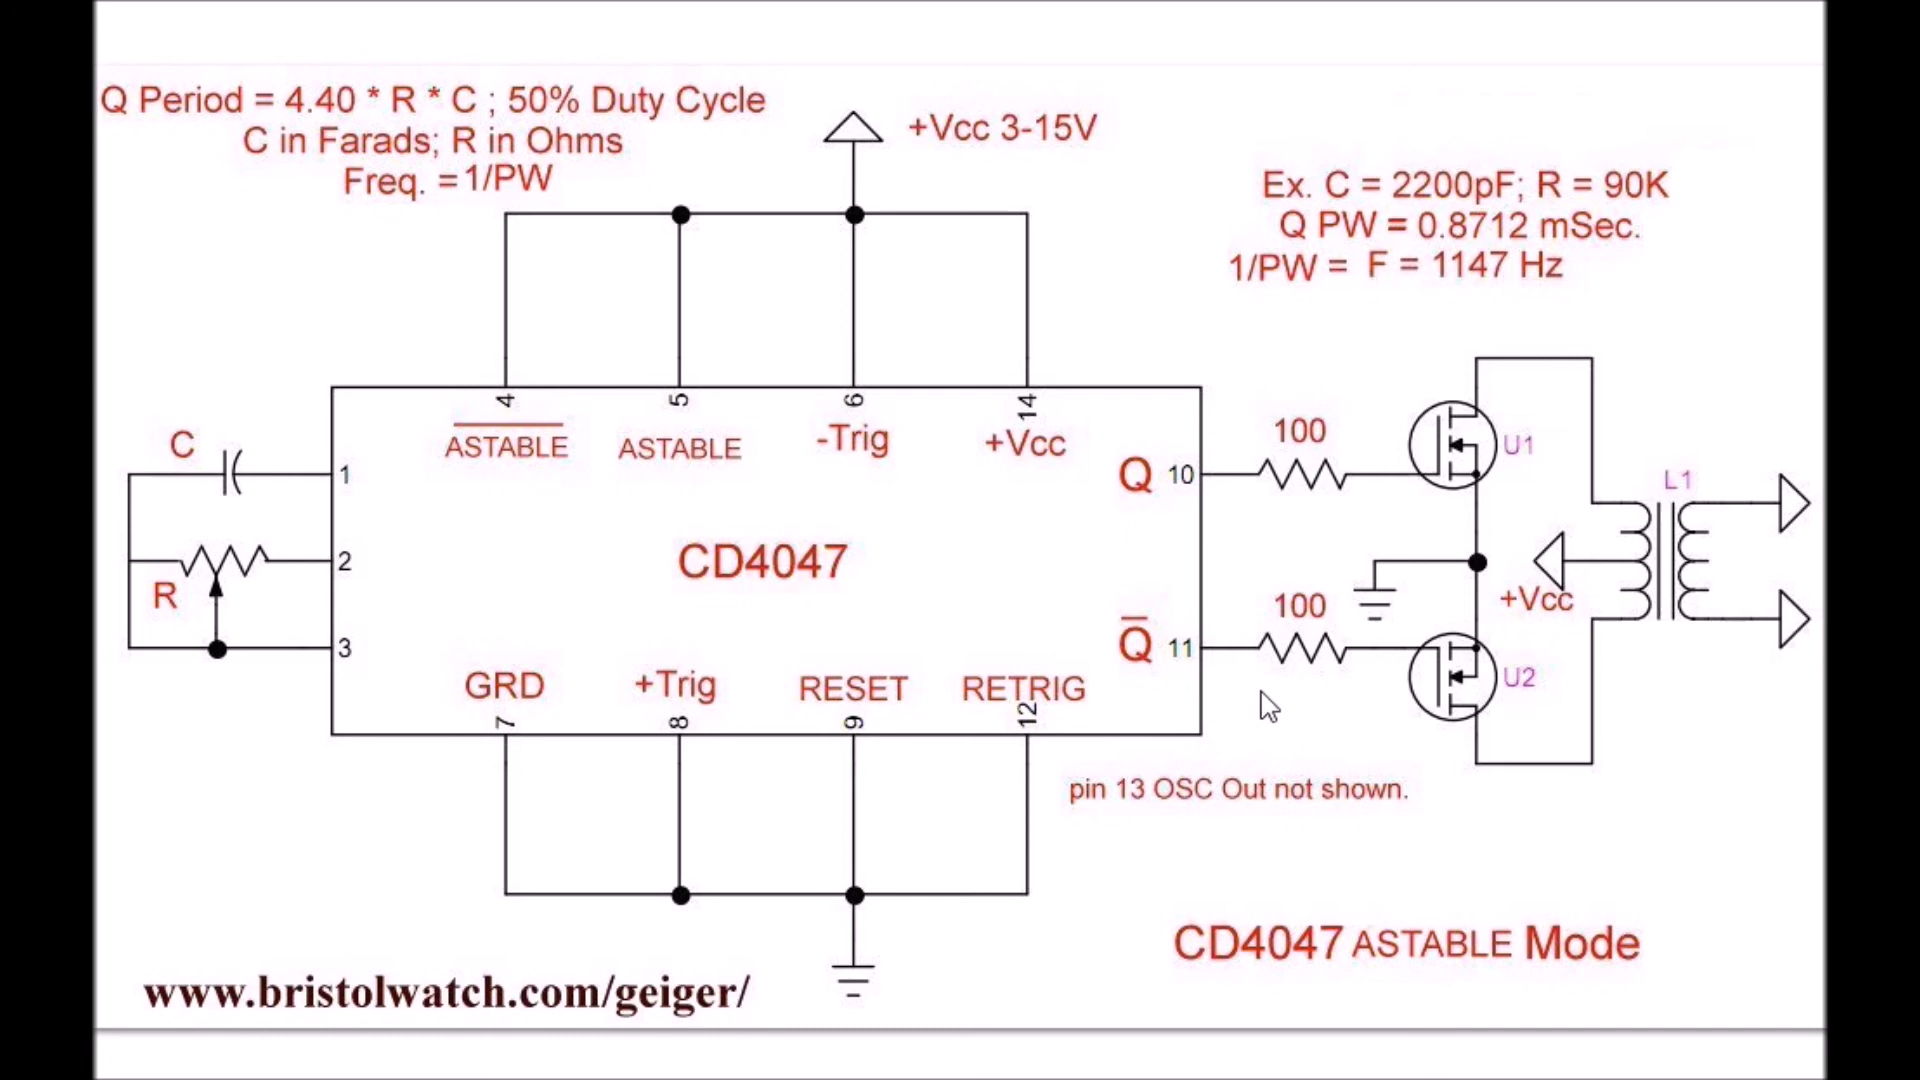 Q Period = 4.40 * R * C ; 50% Duty Cycle
C in Farads; R in Ohms
Freq. = 1/PW
+Vcc 3-15V
Ex. C = 2200pF; R = 90K
Q PW = 0.8712 mSec.
1/PW = F = 1147 Hz
4
5
6
14
ASTABLE
ASTABLE
-Trig
+Vcc
C
1
Q 10
100
U1
L1
2
R
CD4047
+Vcc
3
Q 11
100
U2
GRD
+Trig
RESET
RETRIG
7
8
9
12
pin 13 OSC Out not shown.
CD4047 ASTABLE Mode
www.bristolwatch.com/geiger/